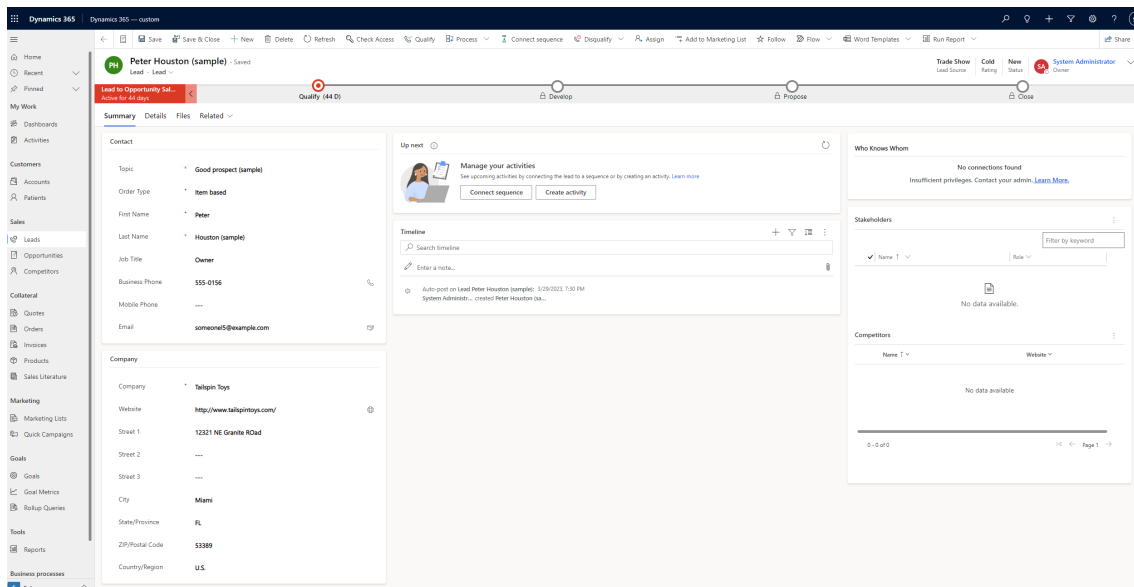 Dynamics 365 Dynamics 365 — custom
Save Save & Close New Delete Refresh Check Access Qualify Process Connect sequence Disqualify Assign Add to Marketing List Follow Flow Word Templates Run Report Share
Home
Recent
Pinned
My Work
Dashboards
Activities
Customers
Accounts
Patients
Sales
Leads
Opportunities
Competitors
Collateral
Quotes
Orders
Invoices
Products
Sales Literature
Marketing
Marketing Lists
Quick Campaigns
Goals
Goals
Goal Metrics
Rollup Queries
Tools
Reports
Business processes
PH
Peter Houston (sample) - Saved
Lead · Lead
Trade Show
Lead Source
Cold
Rating
New
Status
SA
System Administrator
Owner
Lead to Opportunity Sal...
Active for 44 days
Qualify (44 D)
Develop
Propose
Close
Summary Details Files Related
Contact
Topic * Good prospect (sample)
Order Type * Item based
First Name * Peter
Last Name * Houston (sample)
Job Title Owner
Business Phone 555-0156
Mobile Phone ---
Email someonel5@example.com
Company
Company * Tailspin Toys
Website http://www.tailspintoys.com/
Street 1 12321 NE Granite ROad
Street 2 ---
Street 3 ---
City Miami
State/Province FL
ZIP/Postal Code 53389
Country/Region U.S.
Up next
Manage your activities
See upcoming activities by connecting the lead to a sequence or by creating an activity. Learn more
Connect sequence Create activity
Timeline
Search timeline
Enter a note...
Auto-post on Lead Peter Houston (sample): 3/29/2023, 7:30 PM
System Administr... created Peter Houston (sa...
Who Knows Whom
No connections found
Insufficient privileges. Contact your admin. Learn More.
Stakeholders
Filter by keyword
Name ↑ Role
No data available.
Competitors
Name ↑ Website
No data available
0 - 0 of 0 Page 1